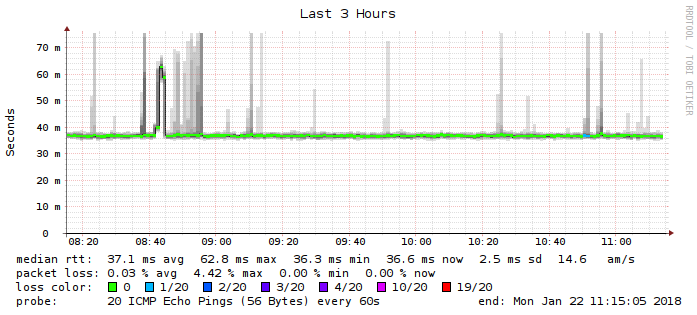 Last 3 Hours
RRDTOOL / TOBI OETIKER
Seconds
70 m
60 m
50 m
40 m
30 m
20 m
10 m
0
08:20 08:40 09:00 09:20 09:40 10:00 10:20 10:40 11:00
median rtt: 37.1 ms avg 62.8 ms max 36.3 ms min 36.6 ms now 2.5 ms sd 14.6 am/s
packet loss: 0.03 % avg 4.42 % max 0.00 % min 0.00 % now
loss color: 0 1/20 2/20 3/20 4/20 10/20 19/20
probe: 20 ICMP Echo Pings (56 Bytes) every 60s end: Mon Jan 22 11:15:05 2018